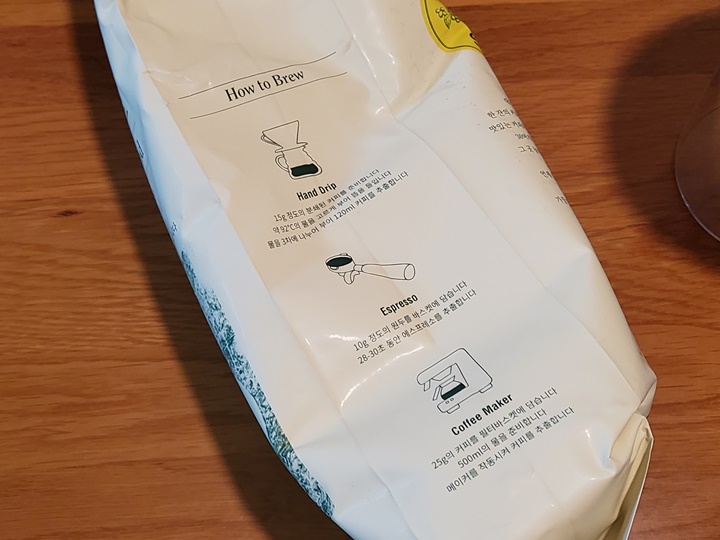 How to Brew
Hand Drip
15g 정도의 분쇄된 커피를 준비합니다
약 92℃의 물을 고르게 부어 뜸을 들입니다
물을 3차에 나누어 부어 120ml 커피를 추출합니다
Espresso
10g 정도의 원두를 바스켓에 담습니다
28-30초 동안 에스프레소를 추출합니다
Coffee Maker
25g의 커피를 필터바스켓에 담습니다
500ml의 물을 준비합니다
메이커를 작동시켜 커피를 추출합니다
한 잔의
맛있는